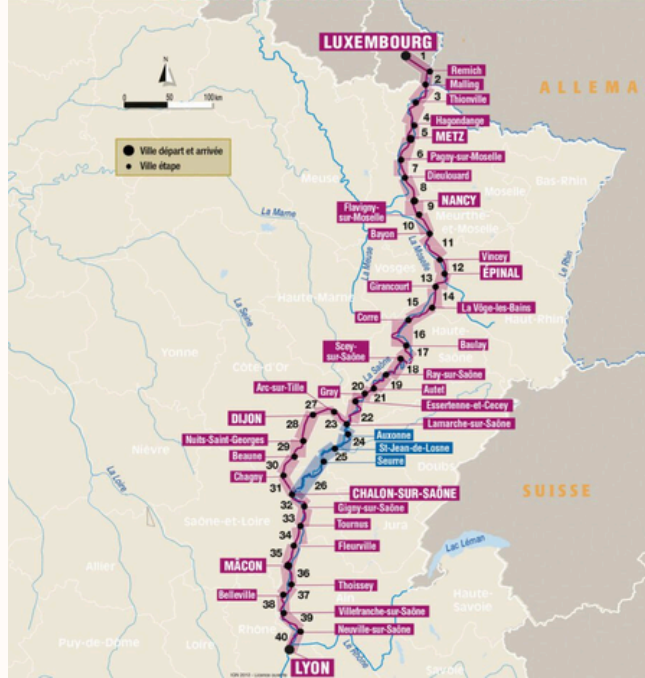 LUXEMBOURG
1
Remich
2
Malling
ALLEMA
N
0 50 100 km
3
Thionville
4
Hagondange
5
METZ
Ville départ et arrivée
Ville étape
6
Pagny-sur-Moselle
Meuse
7
Dieulouard
Bas-Rhin
8
Moselle
NANCY
Flavigny-
sur-Moselle
9
Meurthe-
et-Moselle
La Marne
10
Bayon
11
La Meuse
La Moselle
Vincey
Le Rhin
Vosges
12
ÉPINAL
13
Girancourt
Haute-Marne
14
La Vôge-les-Bains
La Seine
15
Corre
Haut-Rhin
16
Haute-
Saône
Baulay
Scey-
sur-Saône
17
Yonne
La Saône
18
Ray-sur-Saône
Côte-d'Or
Arc-sur-Tille
Gray
20
19
Autet
21
Essertenne-et-Cecey
27
DIJON
28
23
22
Lamarche-sur-Saône
Nuits-Saint-Georges
Auxonne
24
Nièvre
29
St-Jean-de-Losne
Beaune
25
Seurre
Doubs
30
Chagny
La Loire
31
26
CHALON-SUR-SAÔNE
SUISSE
32
Gigny-sur-Saône
Saône-et-Loire
33
Tournus
Jura
34
Fleurville
Lac Léman
35
MÂCON
36
Allier
Thoissey
37
Belleville
Ain
Haute-
Savoie
38
Villefranche-sur-Saône
39
Rhône
Neuville-sur-Saône
Puy-de-Dôme
Loire
40
Le Rhône
LYON
Savoie